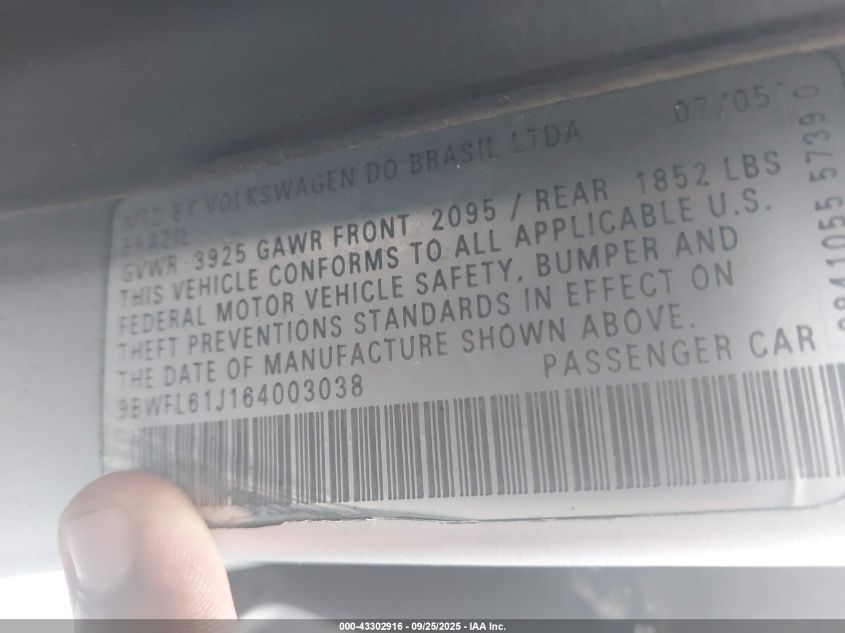 MFD BY VOLKSWAGEN DO BRASIL LTDA 07/05
BRAZIL
GVWR 3925 GAWR FRONT 2095 / REAR 1852 LBS
THIS VEHICLE CONFORMS TO ALL APPLICABLE U.S.
FEDERAL MOTOR VEHICLE SAFETY, BUMPER AND
THEFT PREVENTIONS STANDARDS IN EFFECT ON
THE DATE OF MANUFACTURE SHOWN ABOVE.
9BWFL61J164003038 PASSENGER CAR
5739 0
000-43302916 - 09/25/2025 - IAA Inc.